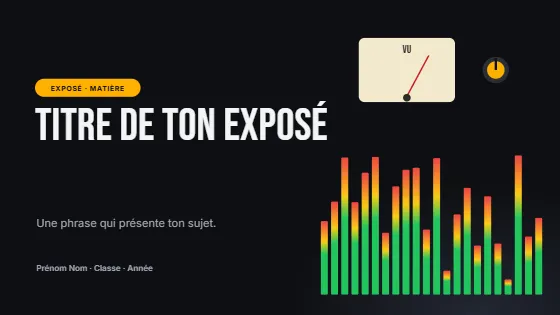 VU
EXPOSÉ · MATIÈRE
TITRE DE TON EXPOSÉ
Une phrase qui présente ton sujet.
Prénom Nom · Classe · Année